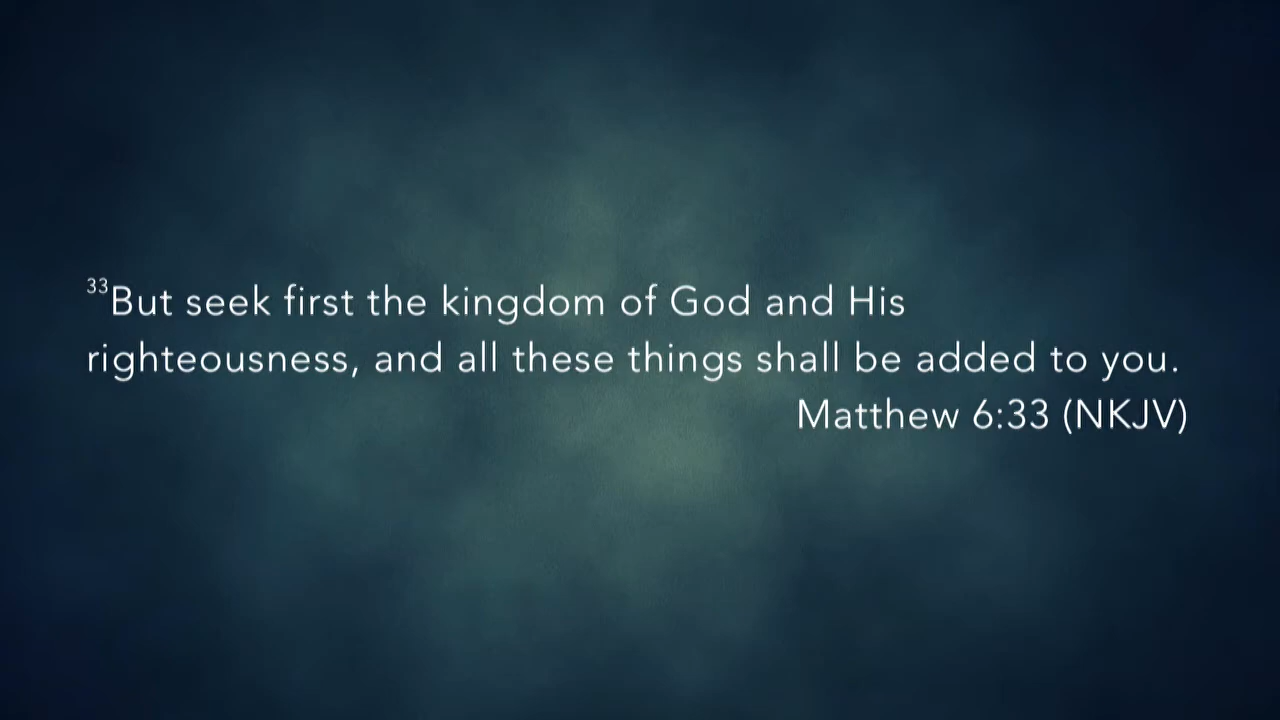 33But seek first the kingdom of God and His
righteousness, and all these things shall be added to you.
Matthew 6:33 (NKJV)